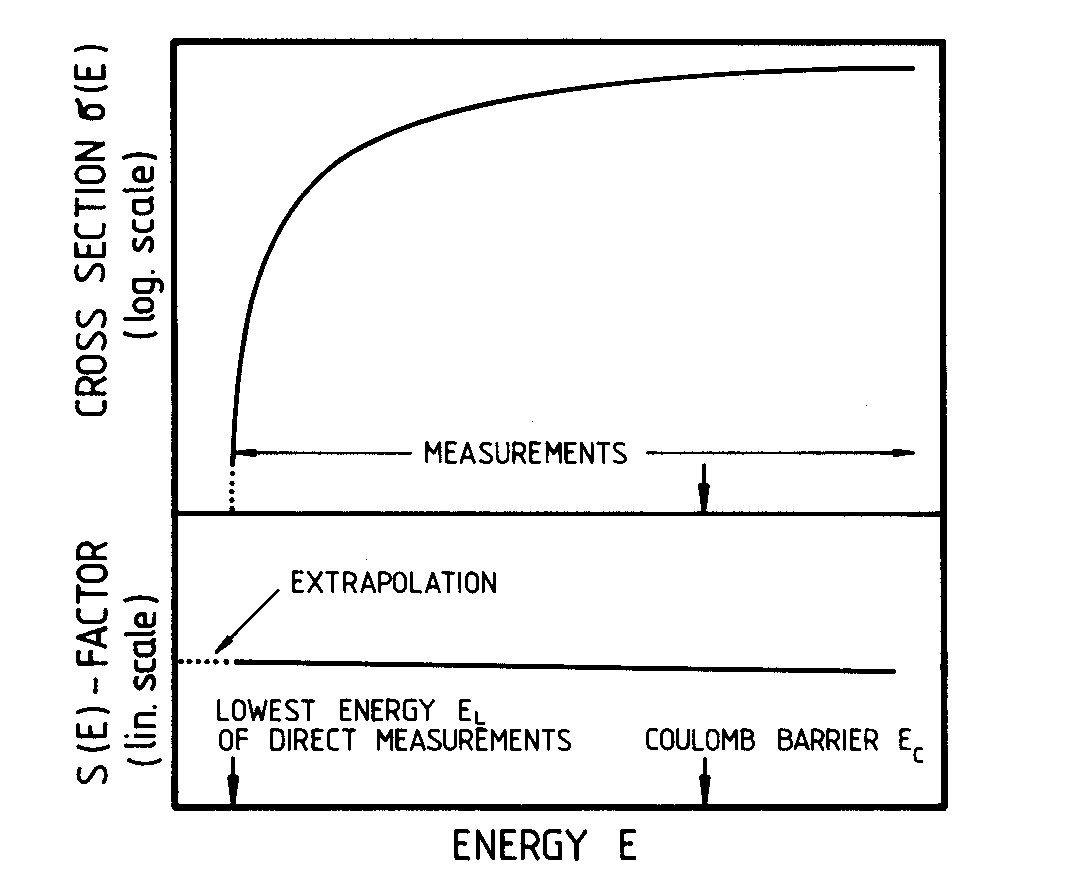 CROSS SECTION σ(E)
(log. scale)
MEASUREMENTS
S(E)-FACTOR
(lin. scale)
EXTRAPOLATION
LOWEST ENERGY E_L
OF DIRECT MEASUREMENTS
COULOMB BARRIER E_C
ENERGY E